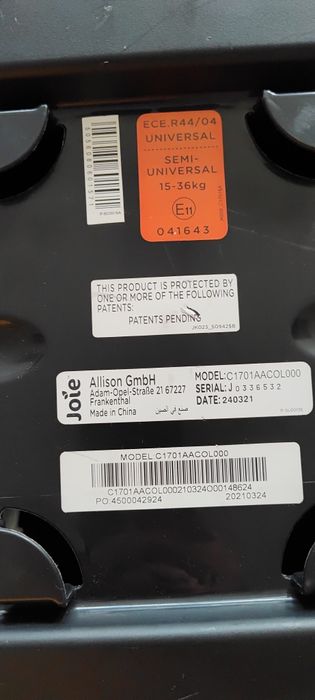 ECE.R44/04
UNIVERSAL
SEMI-
UNIVERSAL
15-36kg
E11
041643
THIS PRODUCT IS PROTECTED BY
ONE OR MORE OF THE FOLLOWING
PATENTS:
PATENTS PENDING
Joie
Allison GmbH
Adam-Opel-Straße 21 67227
Frankenthal
Made in China صنع في الصين
MODEL:C1701AACOL000
SERIAL:J0336532
DATE:240321
MODEL C1701AACOL000
C1701AACOL000210324O00148624
PO:4500042924 20210324